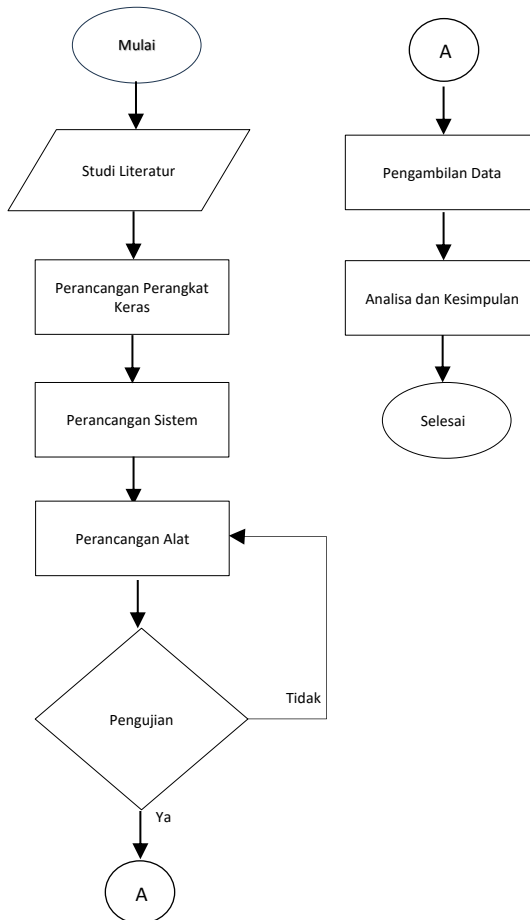 Mulai
Studi Literatur
Perancangan Perangkat
Keras
Perancangan Sistem
Perancangan Alat
Pengujian
Tidak
Ya
A
A
Pengambilan Data
Analisa dan Kesimpulan
Selesai